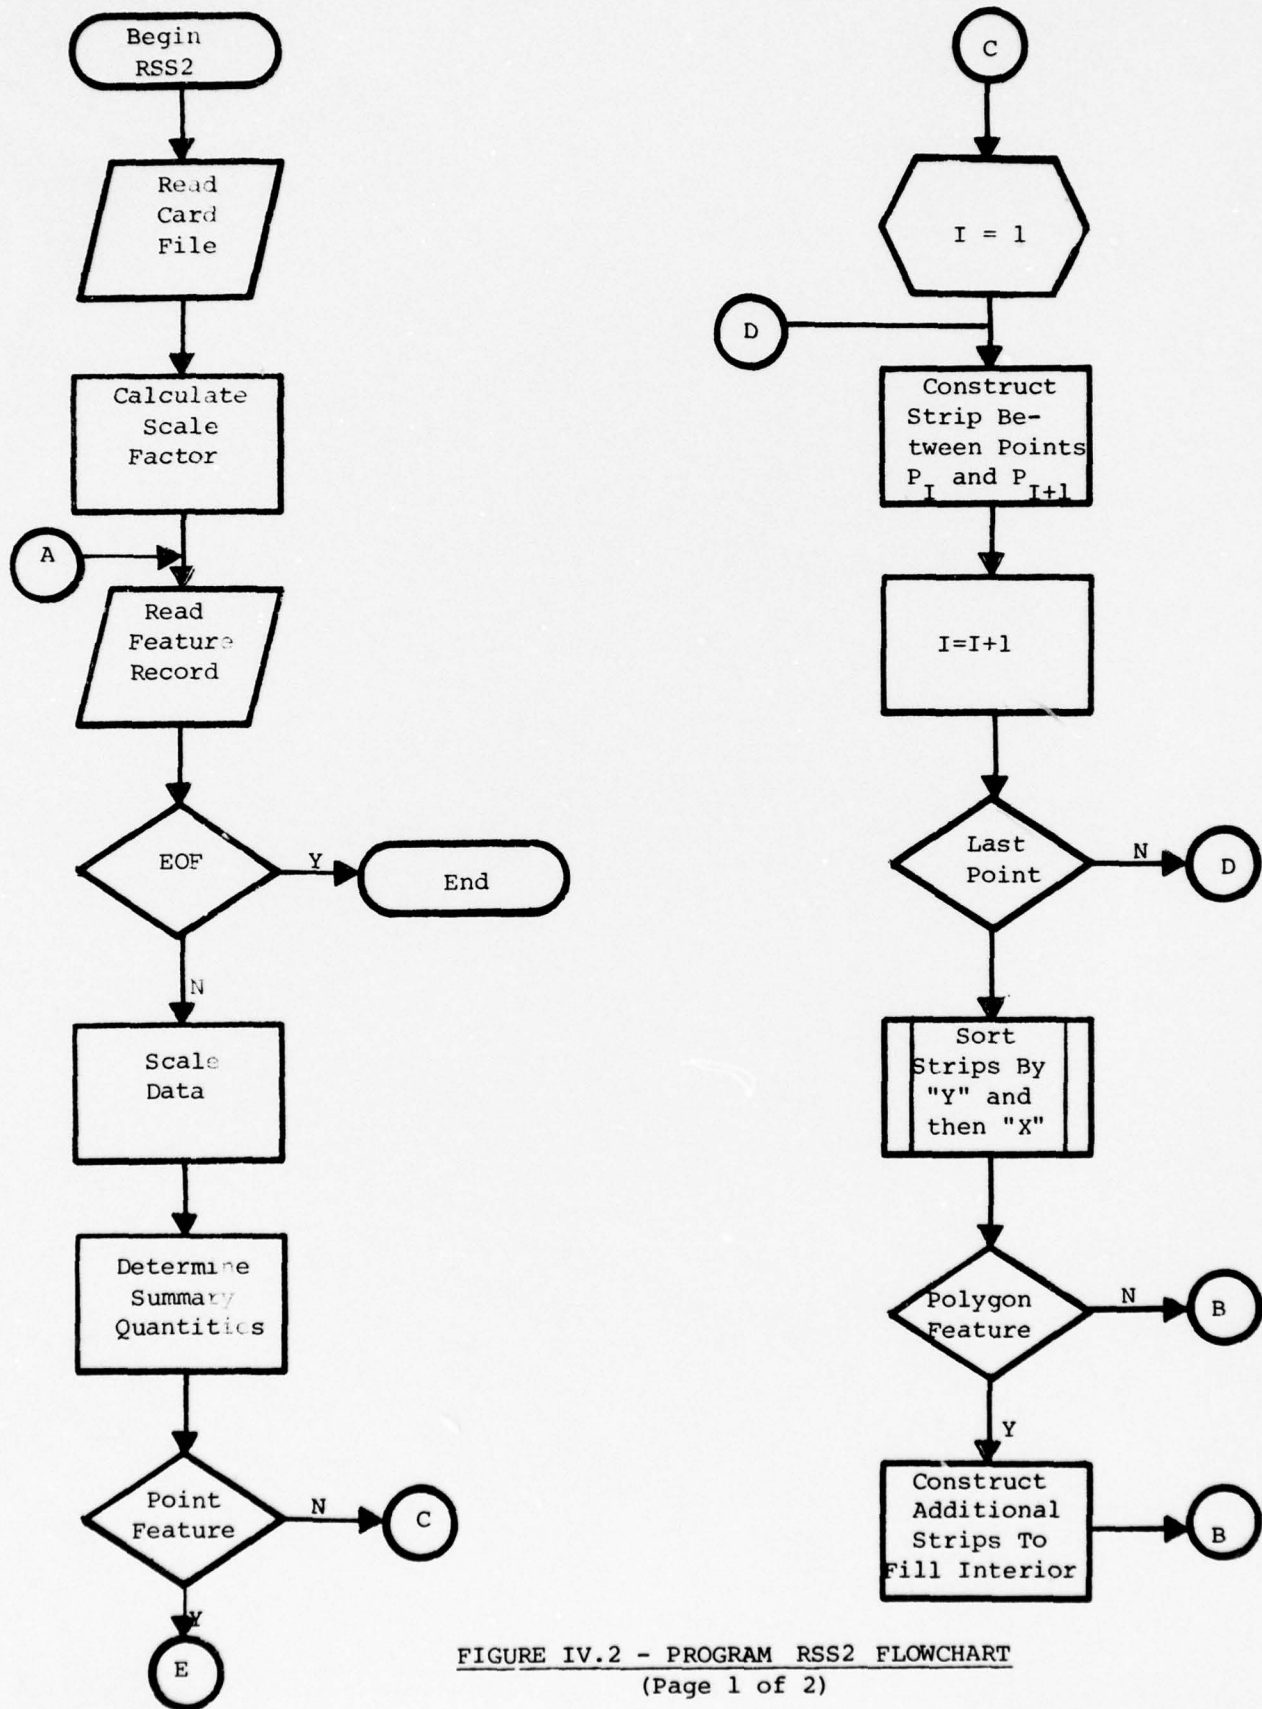 Begin
RSS2
Read
Card
File
Calculate
Scale
Factor
A
Read
Feature
Record
EOF
Y
End
N
Scale
Data
Determine
Summary
Quantities
Point
Feature
N
C
Y
E
C
I = 1
D
Construct
Strip Be-
tween Points
P_I and P_I+1
I=I+1
Last
Point
N
D
Sort
Strips By
"Y" and
then "X"
Polygon
Feature
N
B
Y
Construct
Additional
Strips To
Fill Interior
B
FIGURE IV.2 - PROGRAM RSS2 FLOWCHART
(Page 1 of 2)